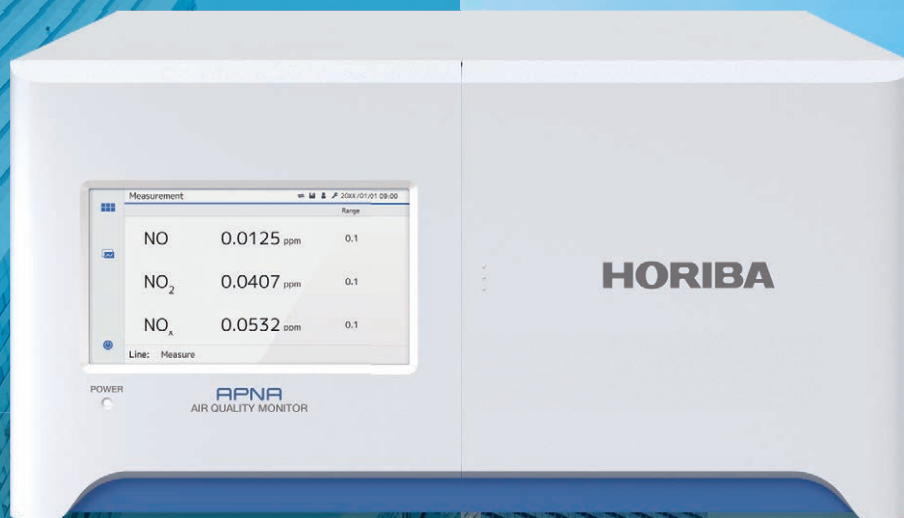 Measurement 20XX/01/01 09:00
Range
NO 0.0125 ppm 0.1
NO₂ 0.0407 ppm 0.1
NOₓ 0.0532 ppm 0.1
Line: Measure
POWER
APNA
AIR QUALITY MONITOR
HORIBA